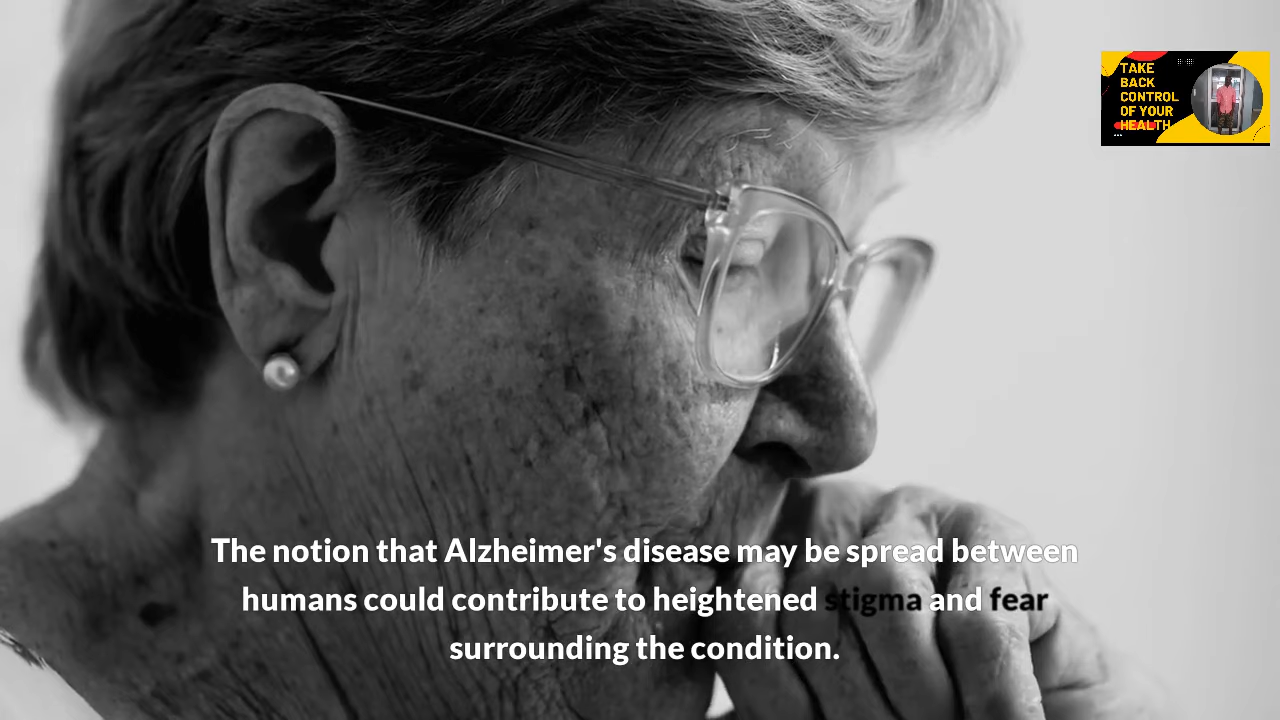 TAKE
BACK
CONTROL
OF YOUR
HEALTH
The notion that Alzheimer's disease may be spread between
humans could contribute to heightened stigma and fear
surrounding the condition.